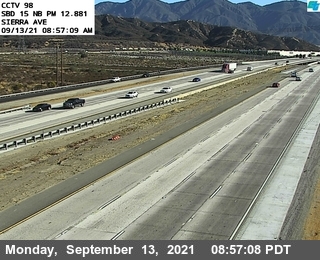 CCTV 98
SBD 15 NB PM 12.881
SIERRA AVE
09/13/21 08:57:09 AM
Monday, September 13, 2021 08:57:08 PDT